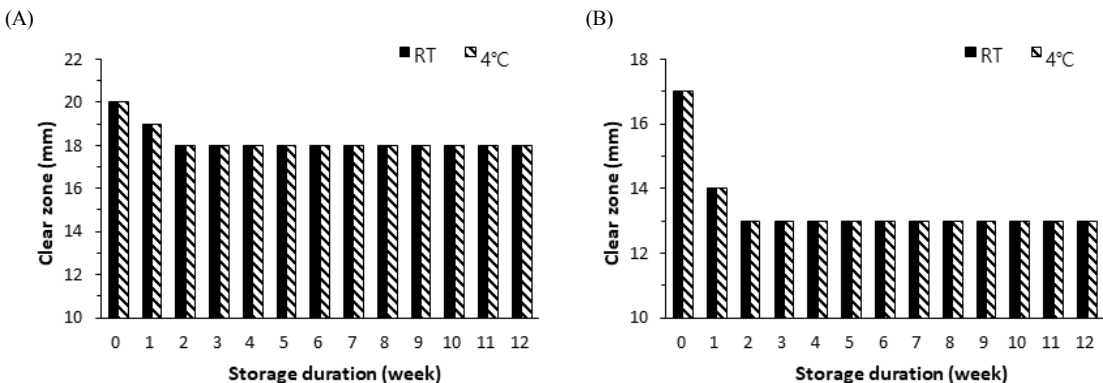 (A)
RT 4℃
Clear zone (mm)
22
20
18
16
14
12
10
0 1 2 3 4 5 6 7 8 9 10 11 12
Storage duration (week)
(B)
RT 4℃
Clear zone (mm)
18
16
14
12
10
0 1 2 3 4 5 6 7 8 9 10 11 12
Storage duration (week)